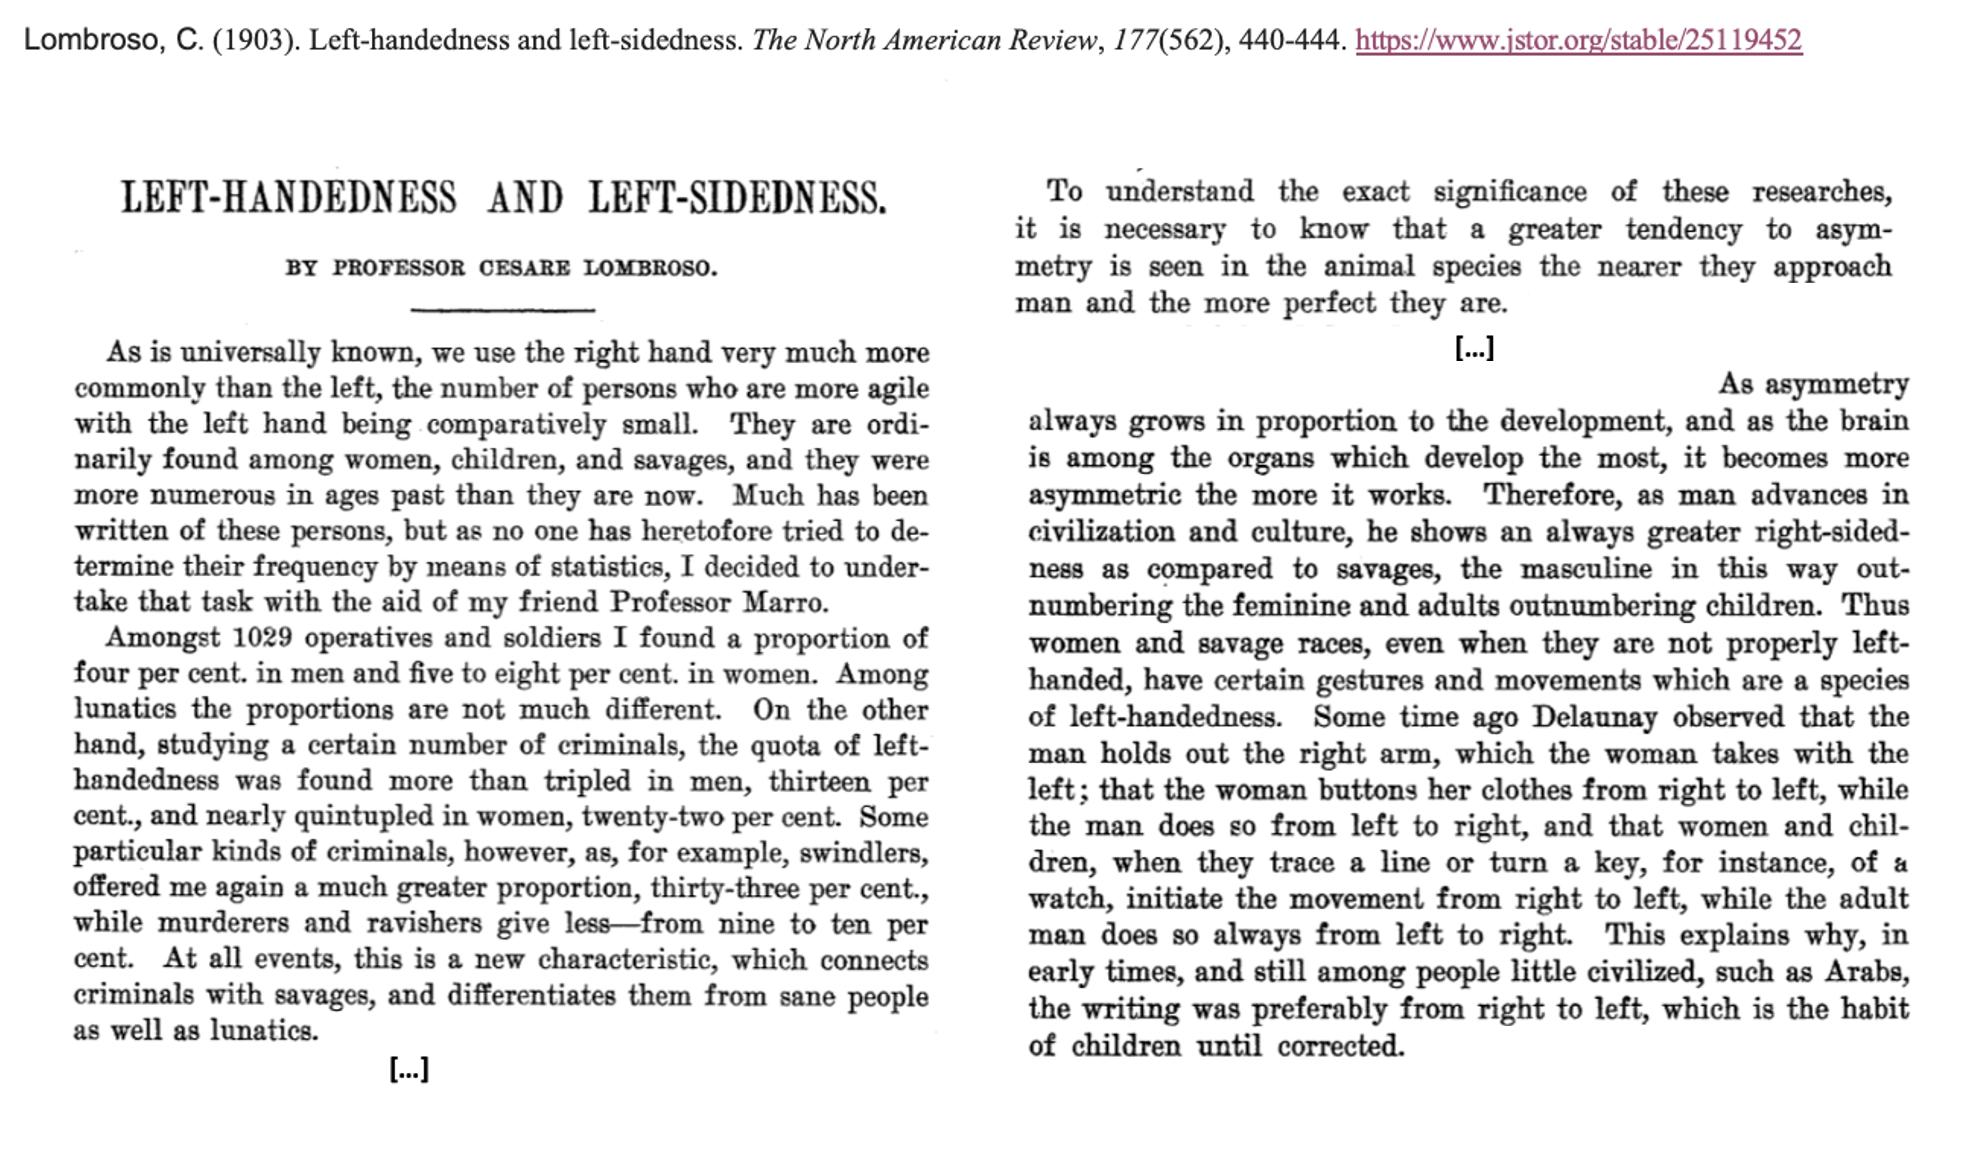 Lombroso, C. (1903). Left-handedness and left-sidedness. The North American Review, 177(562), 440-444. https://www.jstor.org/stable/25119452
LEFT-HANDEDNESS AND LEFT-SIDEDNESS.
BY PROFESSOR CESARE LOMBROSO.
As is universally known, we use the right hand very much more
commonly than the left, the number of persons who are more agile
with the left hand being comparatively small. They are ordi-
narily found among women, children, and savages, and they were
more numerous in ages past than they are now. Much has been
written of these persons, but as no one has heretofore tried to de-
termine their frequency by means of statistics, I decided to under-
take that task with the aid of my friend Professor Marro.
Amongst 1029 operatives and soldiers I found a proportion of
four per cent. in men and five to eight per cent. in women. Among
lunatics the proportions are not much different. On the other
hand, studying a certain number of criminals, the quota of left-
handedness was found more than tripled in men, thirteen per
cent., and nearly quintupled in women, twenty-two per cent. Some
particular kinds of criminals, however, as, for example, swindlers,
offered me again a much greater proportion, thirty-three per cent.,
while murderers and ravishers give less—from nine to ten per
cent. At all events, this is a new characteristic, which connects
criminals with savages, and differentiates them from sane people
as well as lunatics.
[...]
To understand the exact significance of these researches,
it is necessary to know that a greater tendency to asym-
metry is seen in the animal species the nearer they approach
man and the more perfect they are.
[...]
As asymmetry
always grows in proportion to the development, and as the brain
is among the organs which develop the most, it becomes more
asymmetric the more it works. Therefore, as man advances in
civilization and culture, he shows an always greater right-sided-
ness as compared to savages, the masculine in this way out-
numbering the feminine and adults outnumbering children. Thus
women and savage races, even when they are not properly left-
handed, have certain gestures and movements which are a species
of left-handedness. Some time ago Delaunay observed that the
man holds out the right arm, which the woman takes with the
left; that the woman buttons her clothes from right to left, while
the man does so from left to right, and that women and chil-
dren, when they trace a line or turn a key, for instance, of a
watch, initiate the movement from right to left, while the adult
man does so always from left to right. This explains why, in
early times, and still among people little civilized, such as Arabs,
the writing was preferably from right to left, which is the habit
of children until corrected.